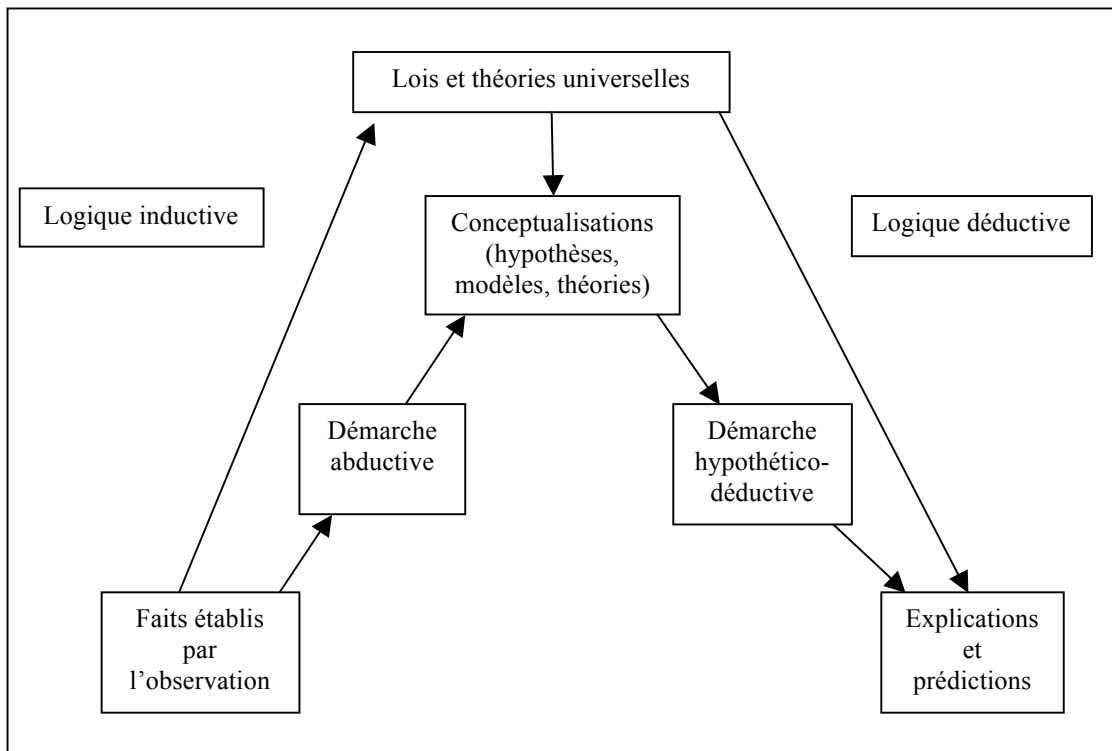 Lois et théories universelles
Logique inductive
Conceptualisations
(hypothèses,
modèles, théories)
Logique déductive
Démarche
abductive
Démarche
hypothético-
déductive
Faits établis
par
l’observation
Explications
et
prédictions